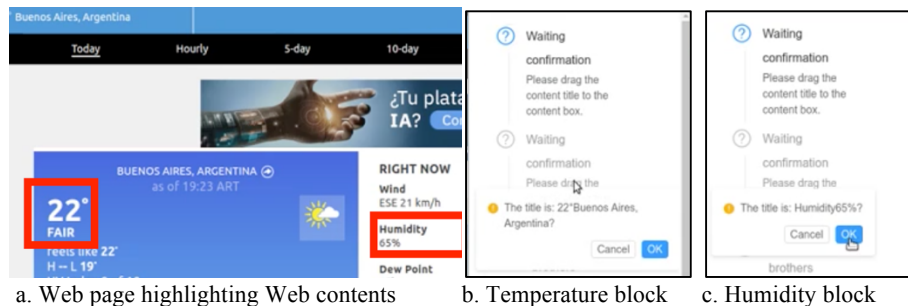 Buenos Aires, Argentina
Today Hourly 5-day 10-day
¿Tu plata
IA?
BUENOS AIRES, ARGENTINA
as of 19:23 ART
22°
FAIR
feels like 22°
H -- L 19°
RIGHT NOW
Wind
ESE 21 km/h
Humidity
65%
Dew Point
Waiting
confirmation
Please drag the
content title to the
content box.
Waiting
confirmation
Please drag the
The title is: 22°Buenos Aires,
Argentina?
Cancel OK
Waiting
confirmation
Please drag the
content title to the
content box.
Waiting
confirmation
Please drag the
The title is: Humidity65%?
Cancel OK
brothers
a. Web page highlighting Web contents
b. Temperature block
c. Humidity block